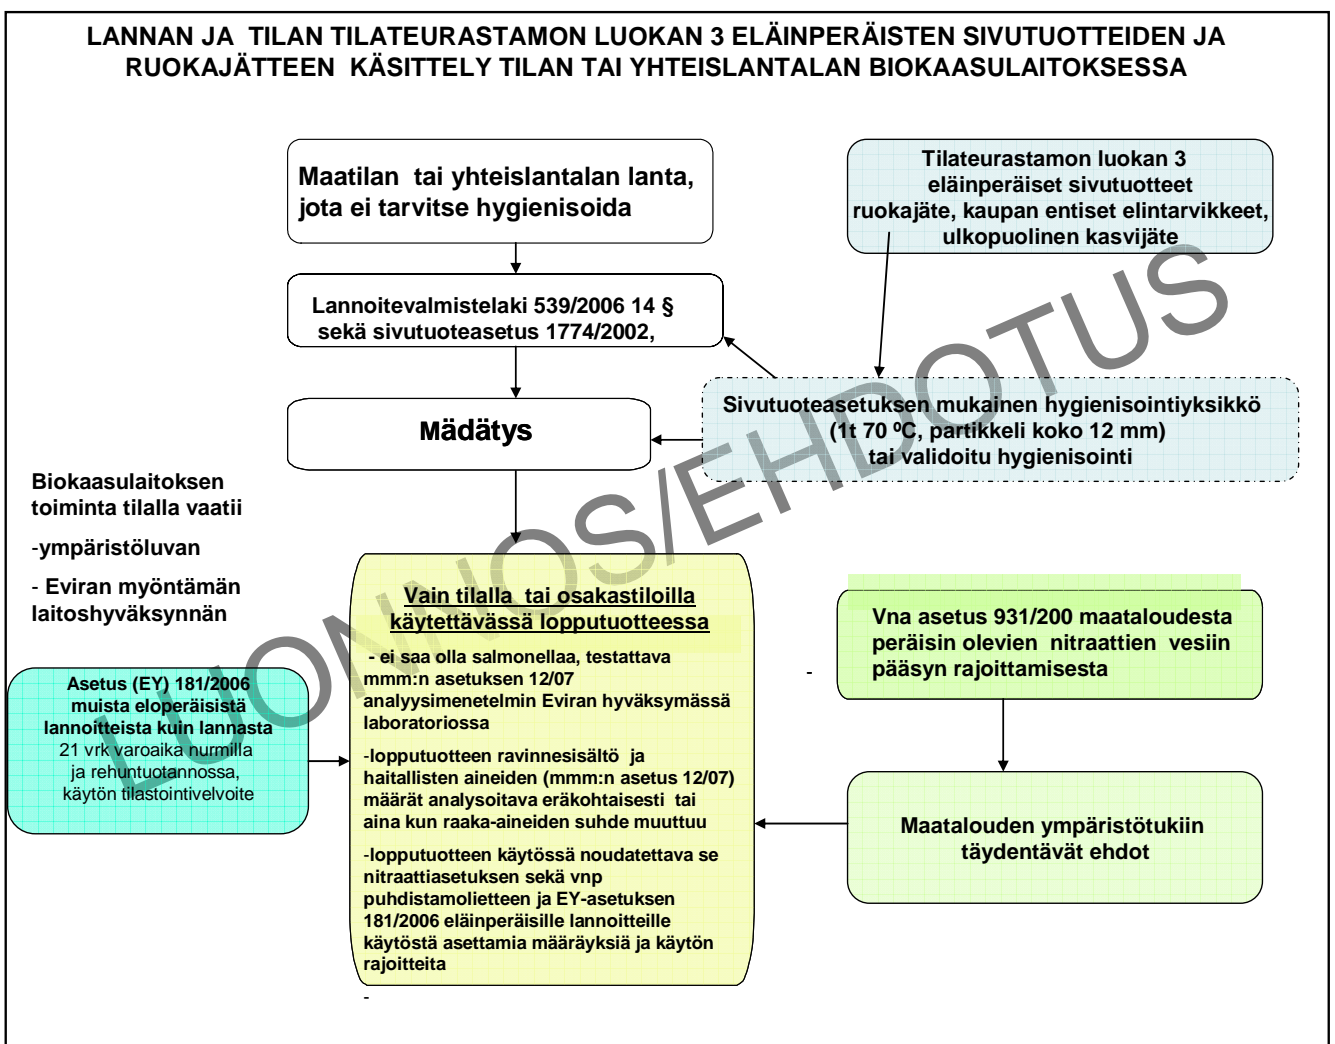 LANNAN JA TILAN TILATEURASTAMON LUOKAN 3 ELÄINPERÄISTEN SIVUTUOTTEIDEN JA
RUOKAJÄTTEEN KÄSITTELY TILAN TAI YHTEISLANTALAN BIOKAASULAITOKSESSA
Maatilan tai yhteislantalan lanta,
jota ei tarvitse hygienisoida
Tilateurastamon luokan 3
eläinperäiset sivutuotteet
ruokajäte, kaupan entiset elintarvikkeet,
ulkopuolinen kasvijäte
Lannoitevalmistelaki 539/2006 14 §
sekä sivutuoteasetus 1774/2002,
Sivutuoteasetuksen mukainen hygienisointiyksikkö
(1t 70 ºC, partikkeli koko 12 mm)
tai validoitu hygienisointi
Mädätys
Biokaasulaitoksen
toiminta tilalla vaatii
-ympäristöluvan
- Eviran myöntämän
laitoshyväksynnän
Asetus (EY) 181/2006
muista eloperäisistä
lannoitteista kuin lannasta
21 vrk varoaika nurmilla
ja rehuntuotannossa,
käytön tilastointivelvoite
Vain tilalla tai osakastiloilla
käytettävässä lopputuotteessa
- ei saa olla salmonellaa, testattava
mmm:n asetuksen 12/07
analyysimenetelmin Eviran hyväksymässä
laboratoriossa
-lopputuotteen ravinnesisältö ja
haitallisten aineiden (mmm:n asetus 12/07)
määrät analysoitava eräkohtaisesti tai
aina kun raaka-aineiden suhde muuttuu
-lopputuotteen käytössä noudatettava se
nitraattiasetuksen sekä vnp
puhdistamolietteen ja EY-asetuksen
181/2006 eläinperäisille lannoitteille
käytöstä asettamia määräyksiä ja käytön
rajoitteita
-
Vna asetus 931/200 maataloudesta
peräisin olevien nitraattien vesiin
pääsyn rajoittamisesta
-
Maatalouden ympäristötukiin
täydentävät ehdot
LUONNOS/EHDOTUS